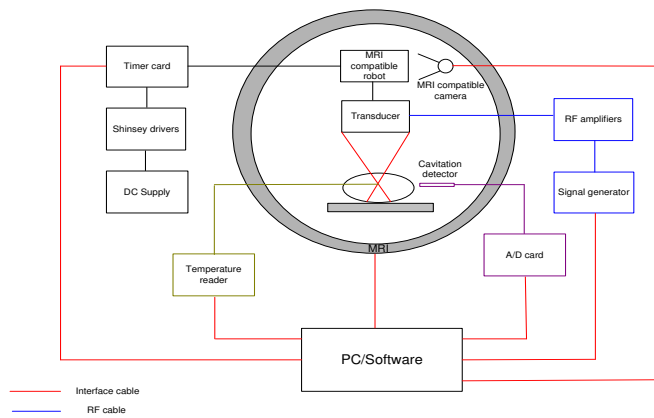 Timer card
MRI
compatible
robot
MRI compatible
camera
Shinsey drivers
Transducer
RF amplifiers
DC Supply
Cavitation
detector
Signal generator
MRI
Temperature
reader
A/D card
PC/Software
Interface cable
RF cable